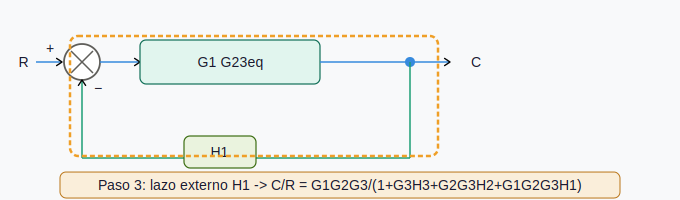 +
R
G1 G23eq
C
−
H1
Paso 3: lazo externo H1 -> C/R = G1G2G3/(1+G3H3+G2G3H2+G1G2G3H1)